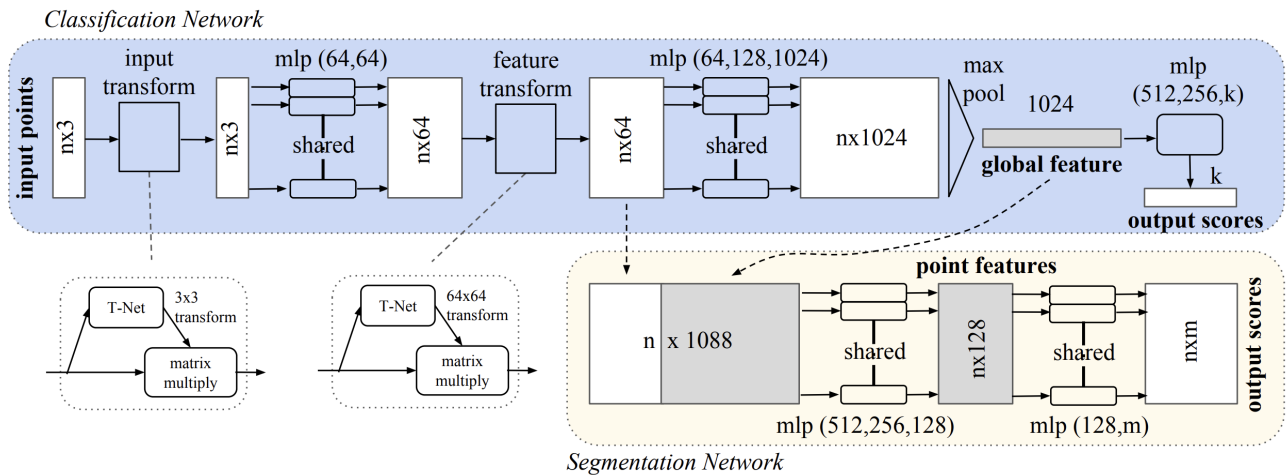 Classification Network
input points
nx3
input
transform
nx3
mlp (64,64)
shared
nx64
feature
transform
nx64
mlp (64,128,1024)
shared
nx1024
max
pool
1024
global feature
mlp
(512,256,k)
k
output scores
T-Net
3x3
transform
matrix
multiply
T-Net
64x64
transform
matrix
multiply
point features
n x 1088
shared
mlp (512,256,128)
nx128
shared
mlp (128,m)
nxm
output scores
Segmentation Network